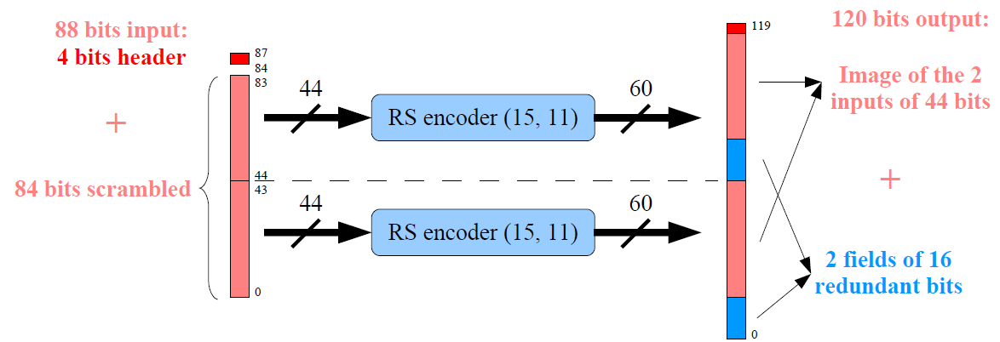 88 bits input:
4 bits header
+
84 bits scrambled
87
84
83
44
43
0
44
RS encoder (15, 11)
60
44
RS encoder (15, 11)
60
119
0
120 bits output:
Image of the 2
inputs of 44 bits
+
2 fields of 16
redundant bits